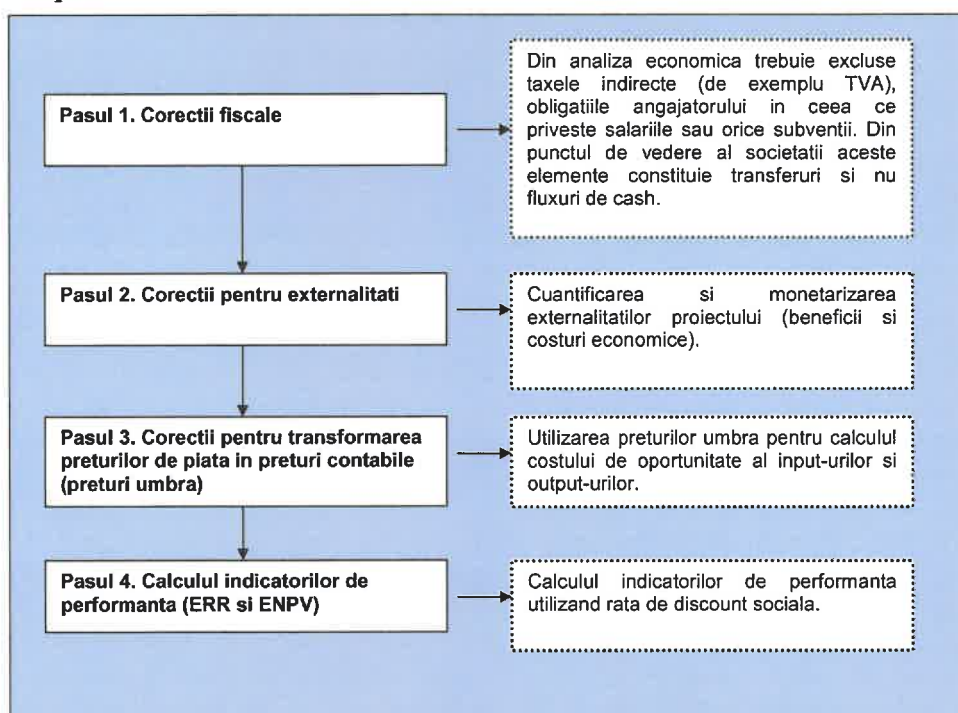 Pasul 1. Corectii fiscale
Din analiza economica trebuie excluse
taxele indirecte (de exemplu TVA),
obligatiile angajatorului in ceea ce
priveste salariile sau orice subventii. Din
punctul de vedere al societatii aceste
elemente constituie transferuri si nu
fluxuri de cash.
Pasul 2. Corectii pentru externalitati
Cuantificarea si monetarizarea
externalitatilor proiectului (beneficii si
costuri economice).
Pasul 3. Corectii pentru transformarea
preturilor de piata in preturi contabile
(preturi umbra)
Utilizarea preturilor umbra pentru calculul
costului de oportunitate al input-urilor si
output-urilor.
Pasul 4. Calculul indicatorilor de
performanta (ERR si ENPV)
Calculul indicatorilor de performanta
utilizand rata de discount sociala.